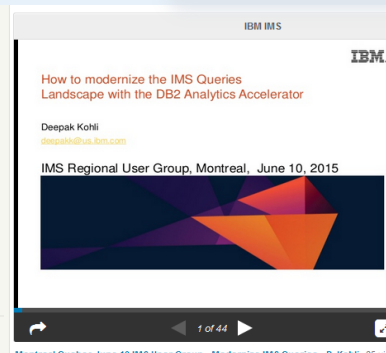 IBM IMS
IBM
How to modernize the IMS Queries
Landscape with the DB2 Analytics Accelerator
Deepak Kohli
deepakk@us.ibm.com
IMS Regional User Group, Montreal, June 10, 2015
1 of 44